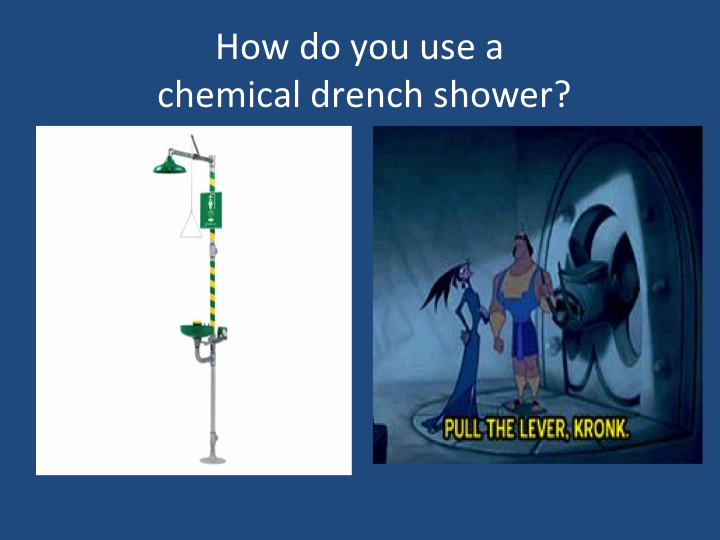 How do you use a
chemical drench shower?
PULL THE LEVER, KRONK.